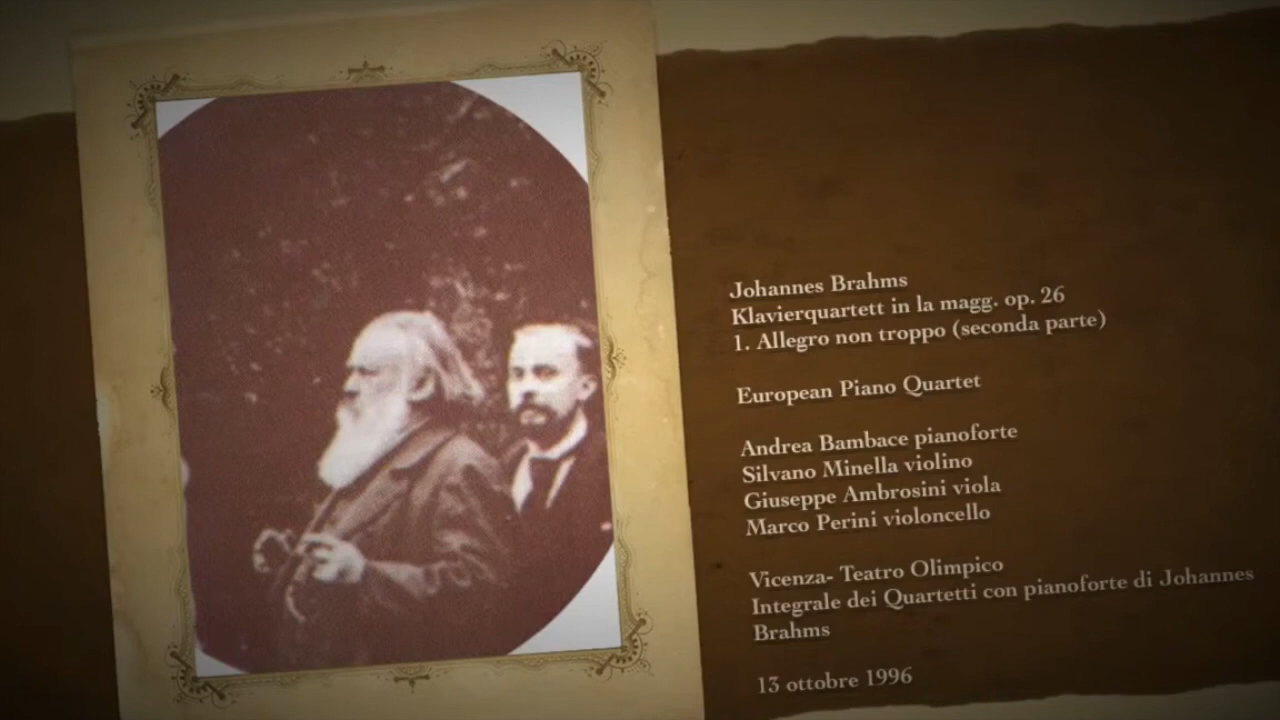 Johannes Brahms
Klavierquartett in la magg. op. 26
1. Allegro non troppo (seconda parte)
European Piano Quartet
Andrea Bambace pianoforte
Silvano Minella violino
Giuseppe Ambrosini viola
Marco Perini violoncello
Vicenza- Teatro Olimpico
Integrale dei Quartetti con pianoforte di Johannes
Brahms
13 ottobre 1996